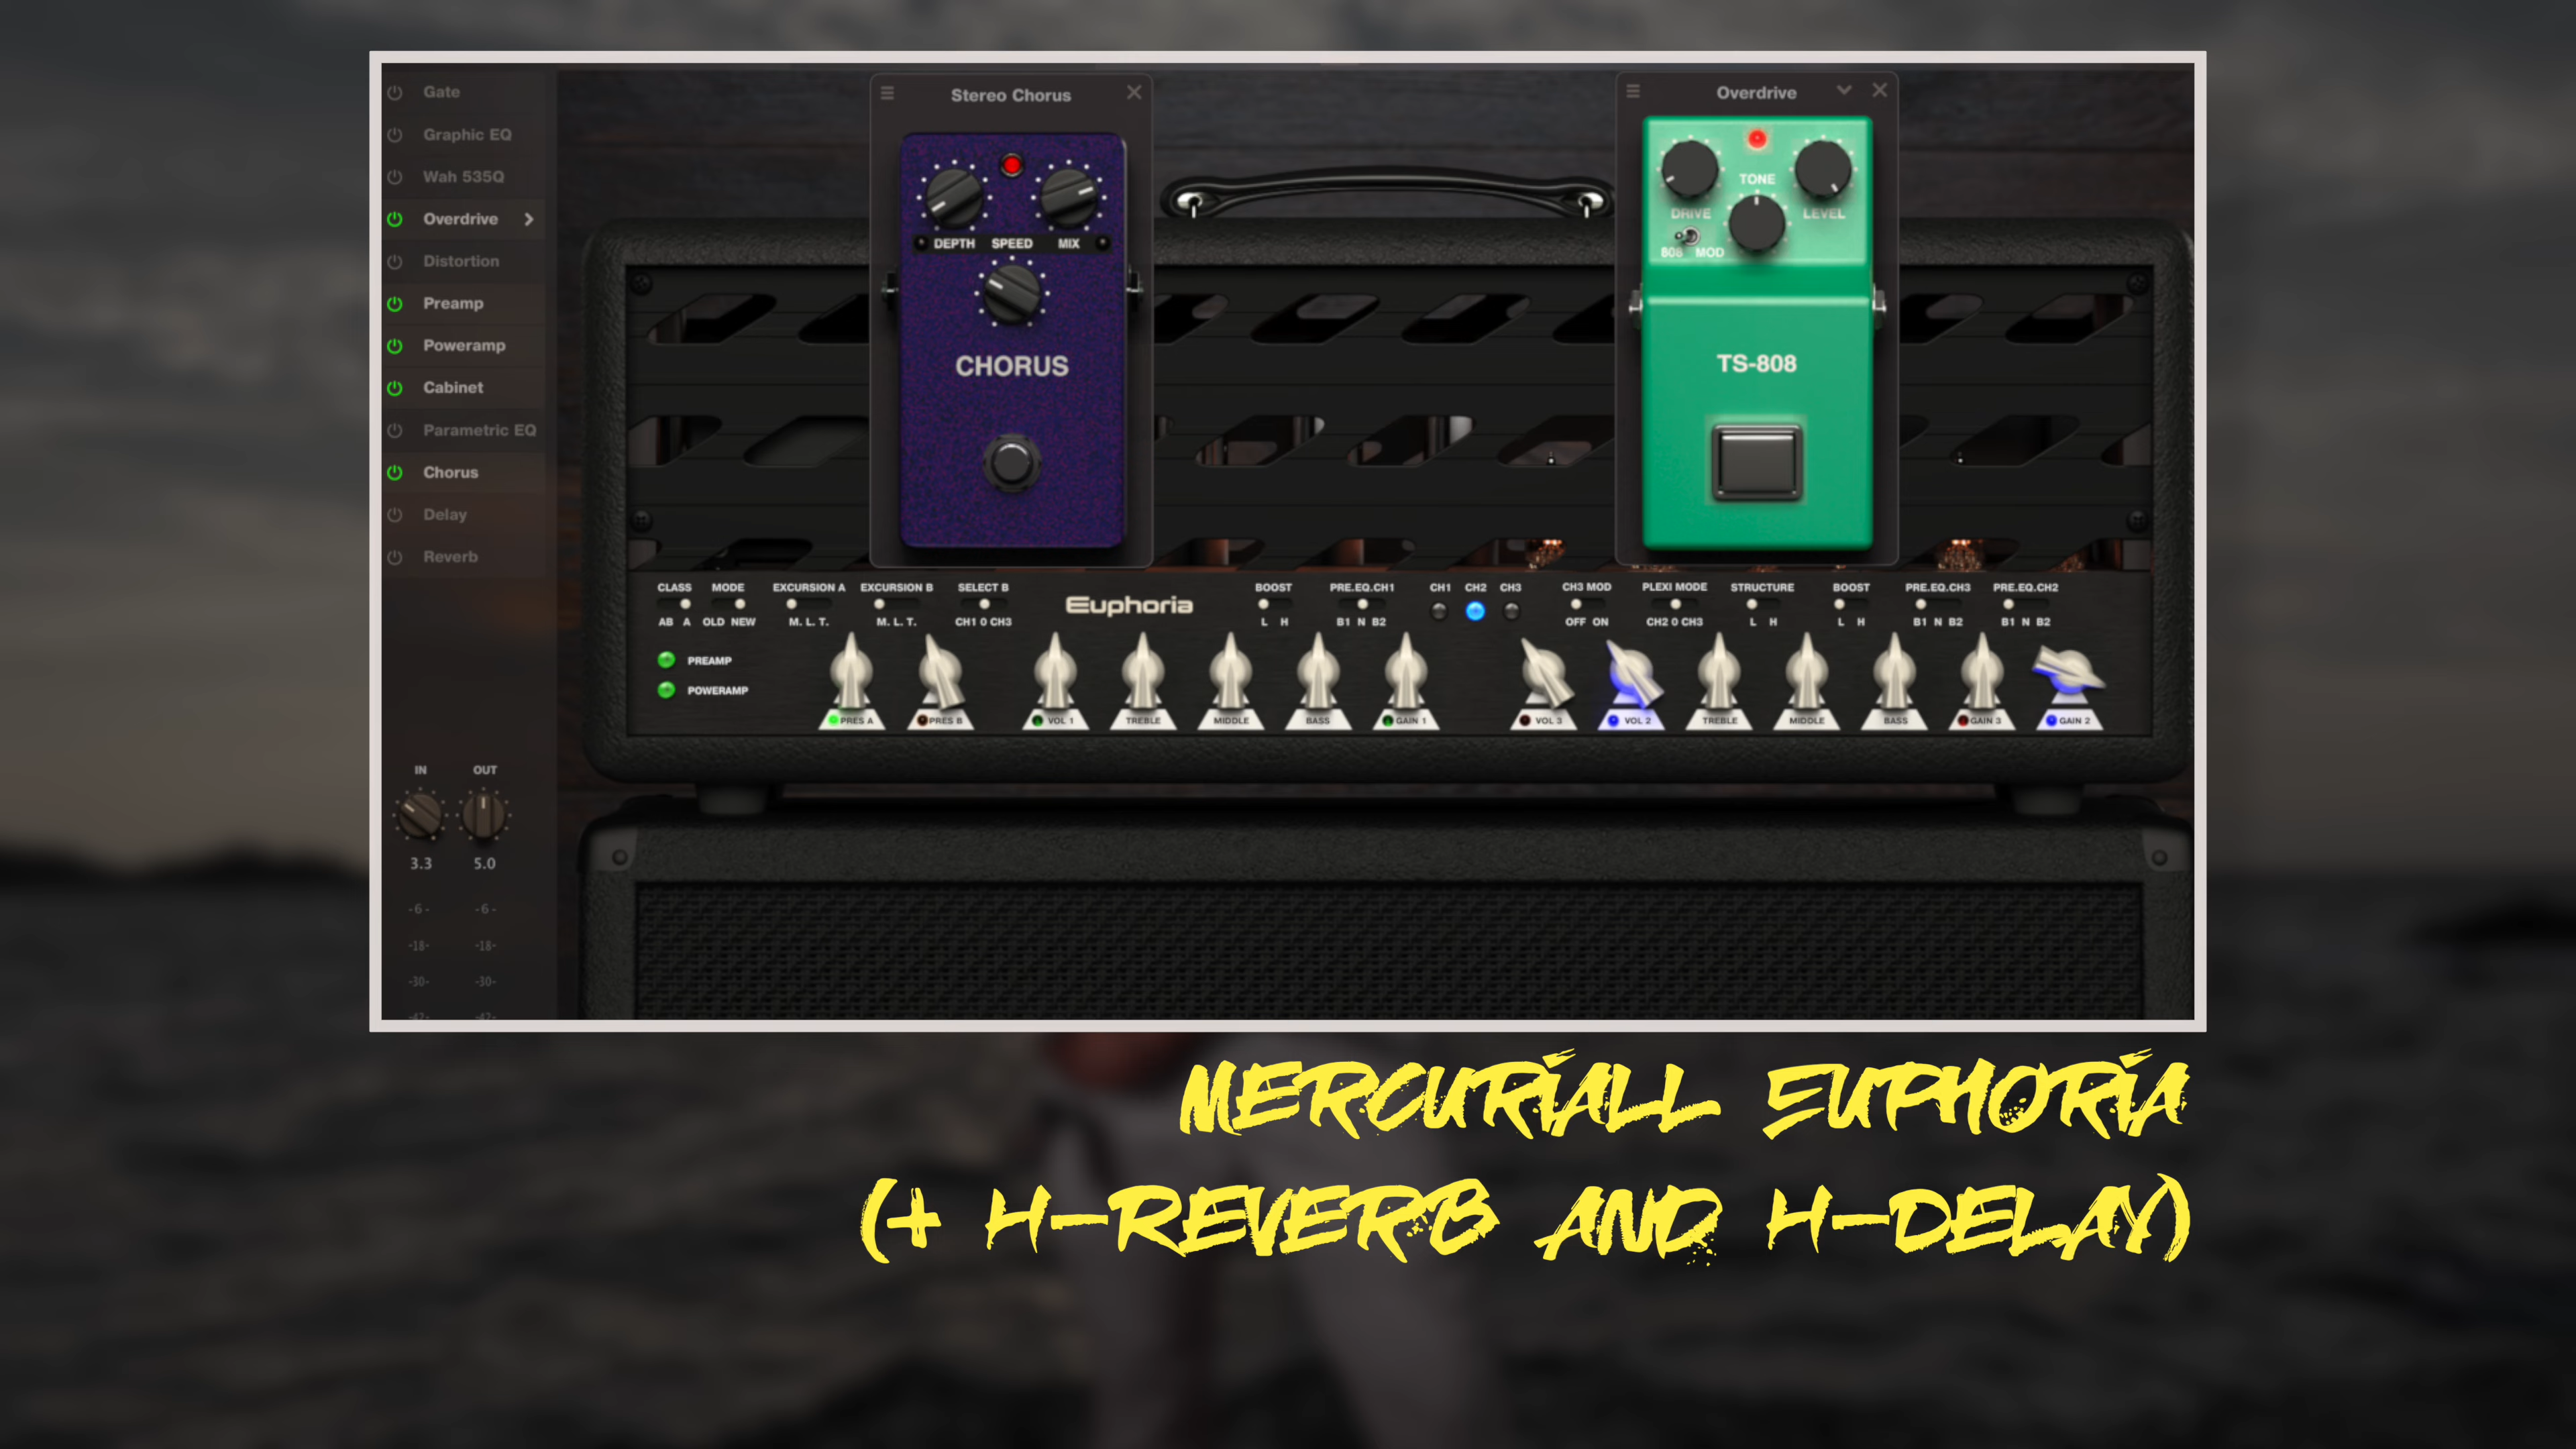 Gate
Graphic EQ
Wah 535Q
Overdrive
Distortion
Preamp
Poweramp
Cabinet
Parametric EQ
Chorus
Delay
Reverb
IN OUT
3.3 5.0
-6- -6-
-18- -18-
-30- -30-
-42- -42-
Stereo Chorus
DEPTH SPEED MIX
CHORUS
Overdrive
TONE
DRIVE LEVEL
808 MOD
TS-808
CLASS MODE EXCURSION A EXCURSION B SELECT B Euphoria BOOST PRE.EQ.CH1 CH1 CH2 CH3 CH3 MOD PLEXI MODE STRUCTURE BOOST PRE.EQ.CH3 PRE.EQ.CH2
AB A OLD NEW M. L. T. M. L. T. CH1 0 CH3 L H B1 N B2 OFF ON CH2 0 CH3 L H L H B1 N B2 B1 N B2
PREAMP
POWERAMP
PRES A PRES B VOL 1 TREBLE MIDDLE BASS GAIN 1 VOL 3 VOL 2 TREBLE MIDDLE BASS GAIN 3 GAIN 2
MERCURIALL EUPHORIA
(+ H-REVERB AND H-DELAY)